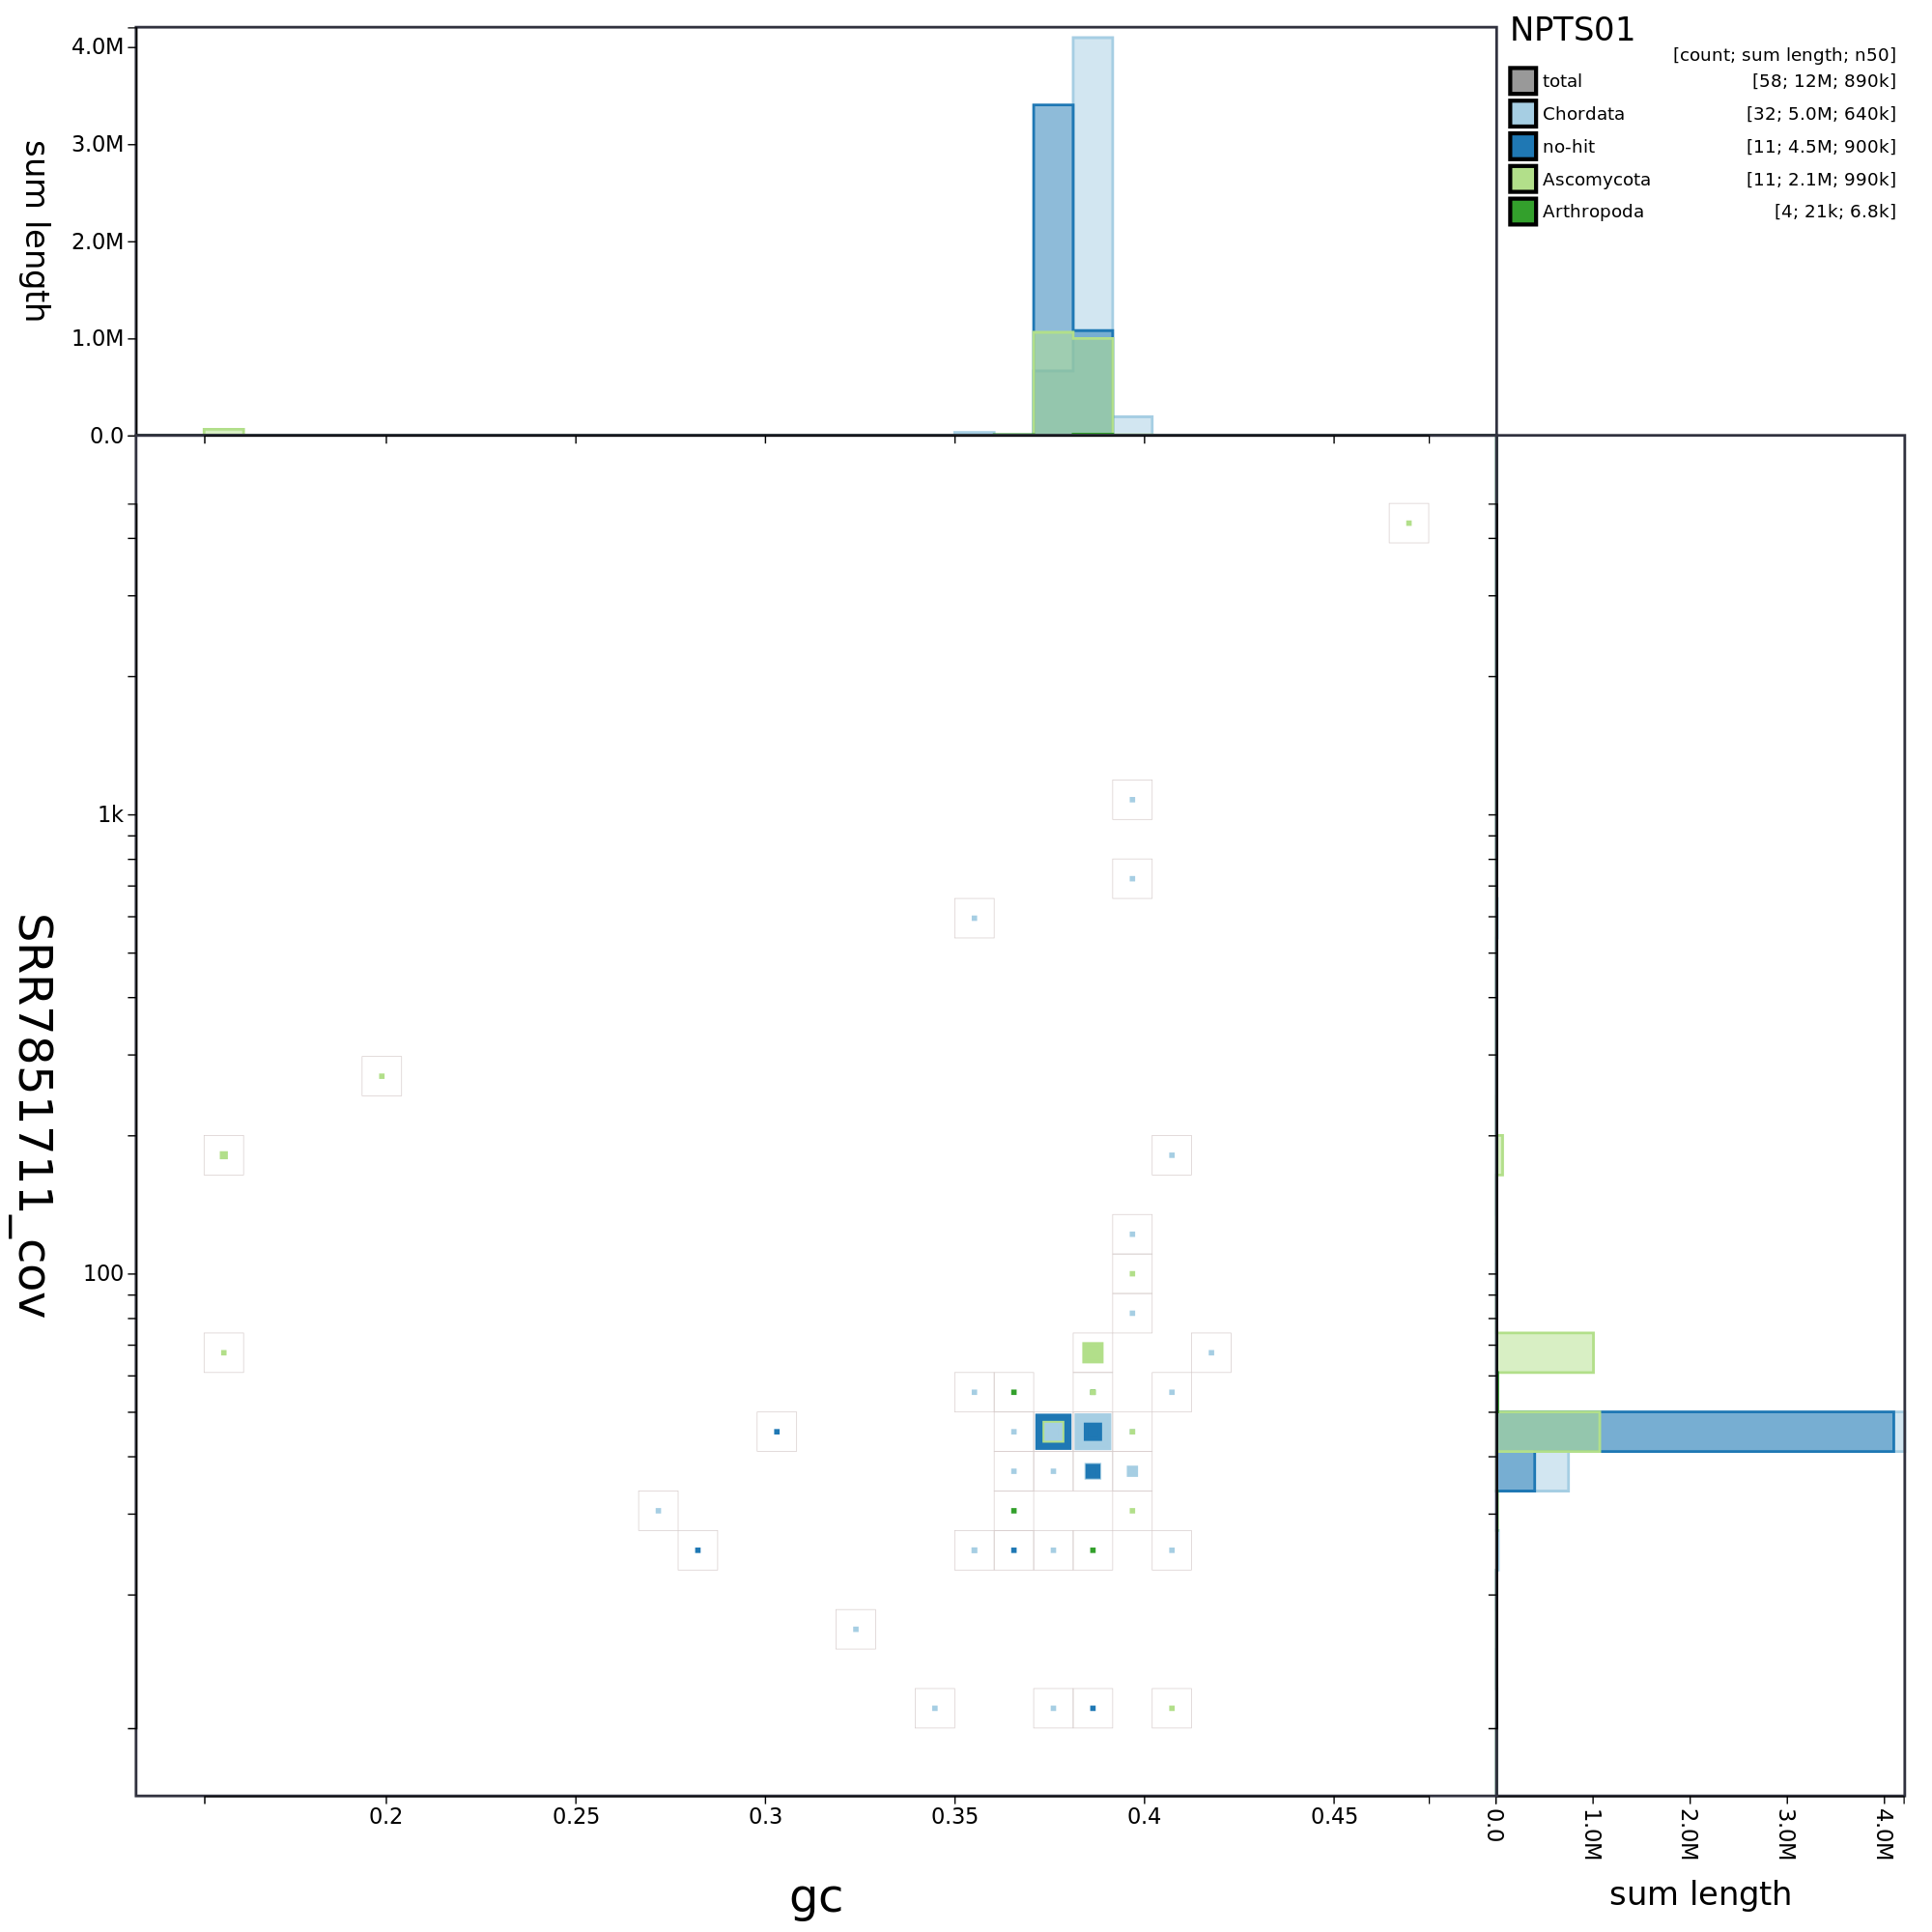 NPTS01
[count; sum length; n50]
total [58; 12M; 890k]
Chordata [32; 5.0M; 640k]
no-hit [11; 4.5M; 900k]
Ascomycota [11; 2.1M; 990k]
Arthropoda [4; 21k; 6.8k]
sum length
4.0M
3.0M
2.0M
1.0M
0.0
SRR7851711_cov
1k
100
0.2 0.25 0.3 0.35 0.4 0.45
gc
0.0 1.0M 2.0M 3.0M 4.0M
sum length